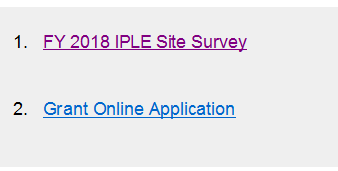 1. FY 2018 IPLE Site Survey
2. Grant Online Application